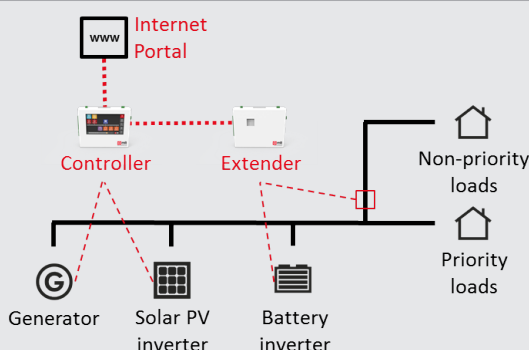 www
Internet
Portal
Controller
Extender
Non-priority
loads
Priority
loads
G
Generator
Solar PV
inverter
Battery
inverter